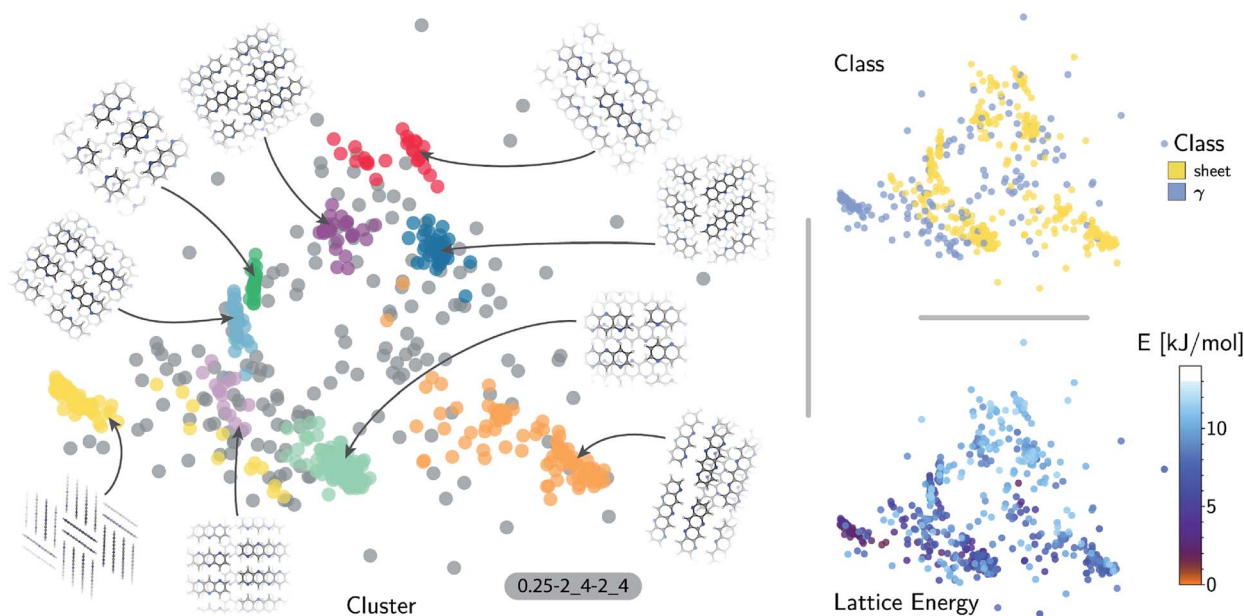 Class
Class
sheet
γ
E [kJ/mol]
10
5
0
0.25-2_4-2_4
Cluster
Lattice Energy